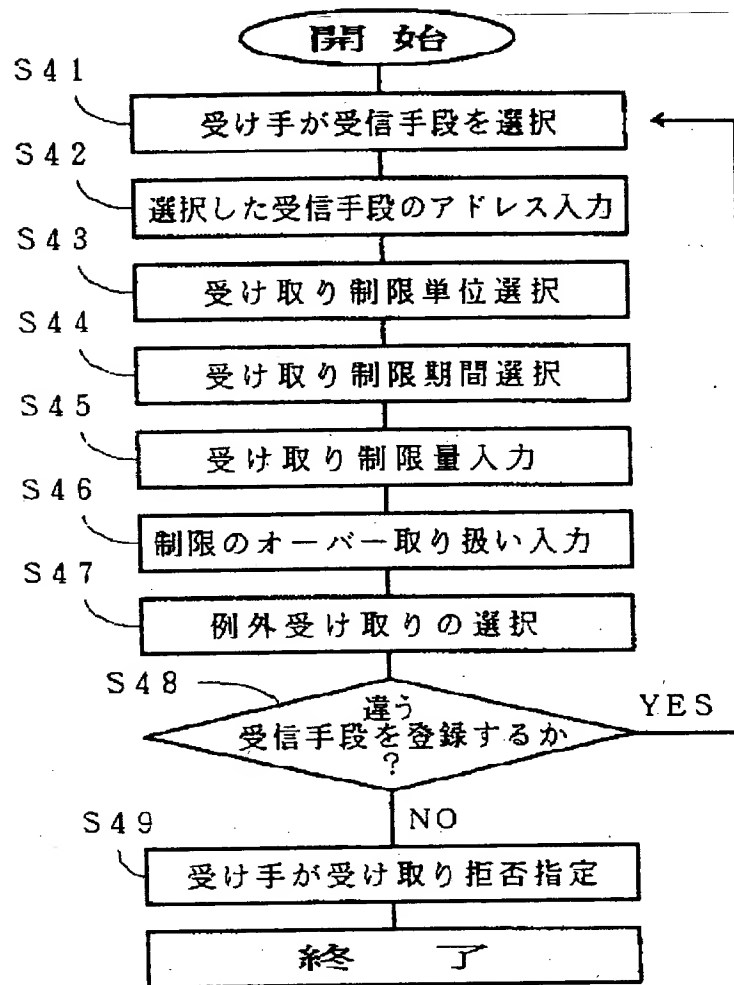 開始
S41
受け手が受信手段を選択
S42
選択した受信手段のアドレス入力
S43
受け取り制限単位選択
S44
受け取り制限期間選択
S45
受け取り制限量入力
S46
制限のオーバー取り扱い入力
S47
例外受け取りの選択
S48
違う
受信手段を登録するか
?
YES
NO
S49
受け手が受け取り拒否指定
終了